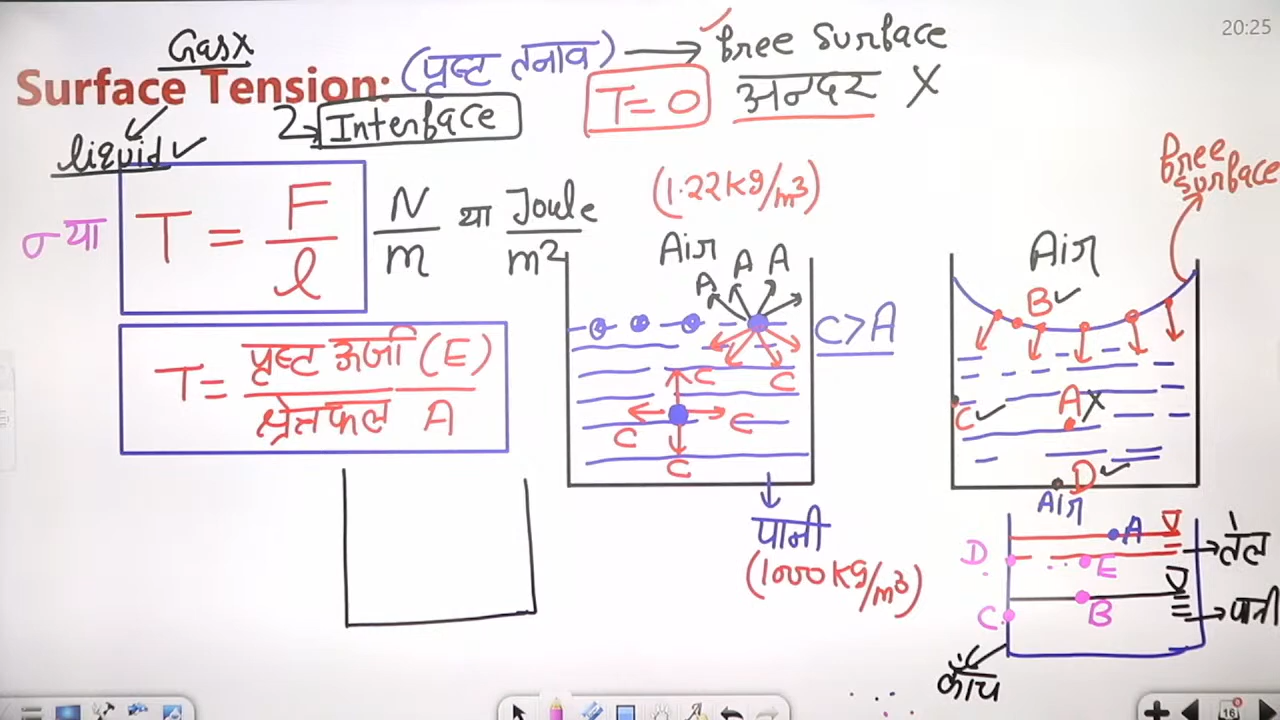 20:25
Gas x
Surface Tension: (पृष्ट तनाव) → free surface
T = 0 अन्दर X
2→ Interface
liquid ✓
free surface
σ या T = F/l N/m या Joule/m2
(1.22 kg/m3)
Air
A A A
C > A
C C
C C
C
T = पृष्ट ऊर्जा (E) / क्षेत्रफल A
पानी
(1000 kg/m3)
Air
B ✓
C ✓
A X
D ✓
Air
A
D
E
→ तेल
C
B
→ पानी
काँच
16